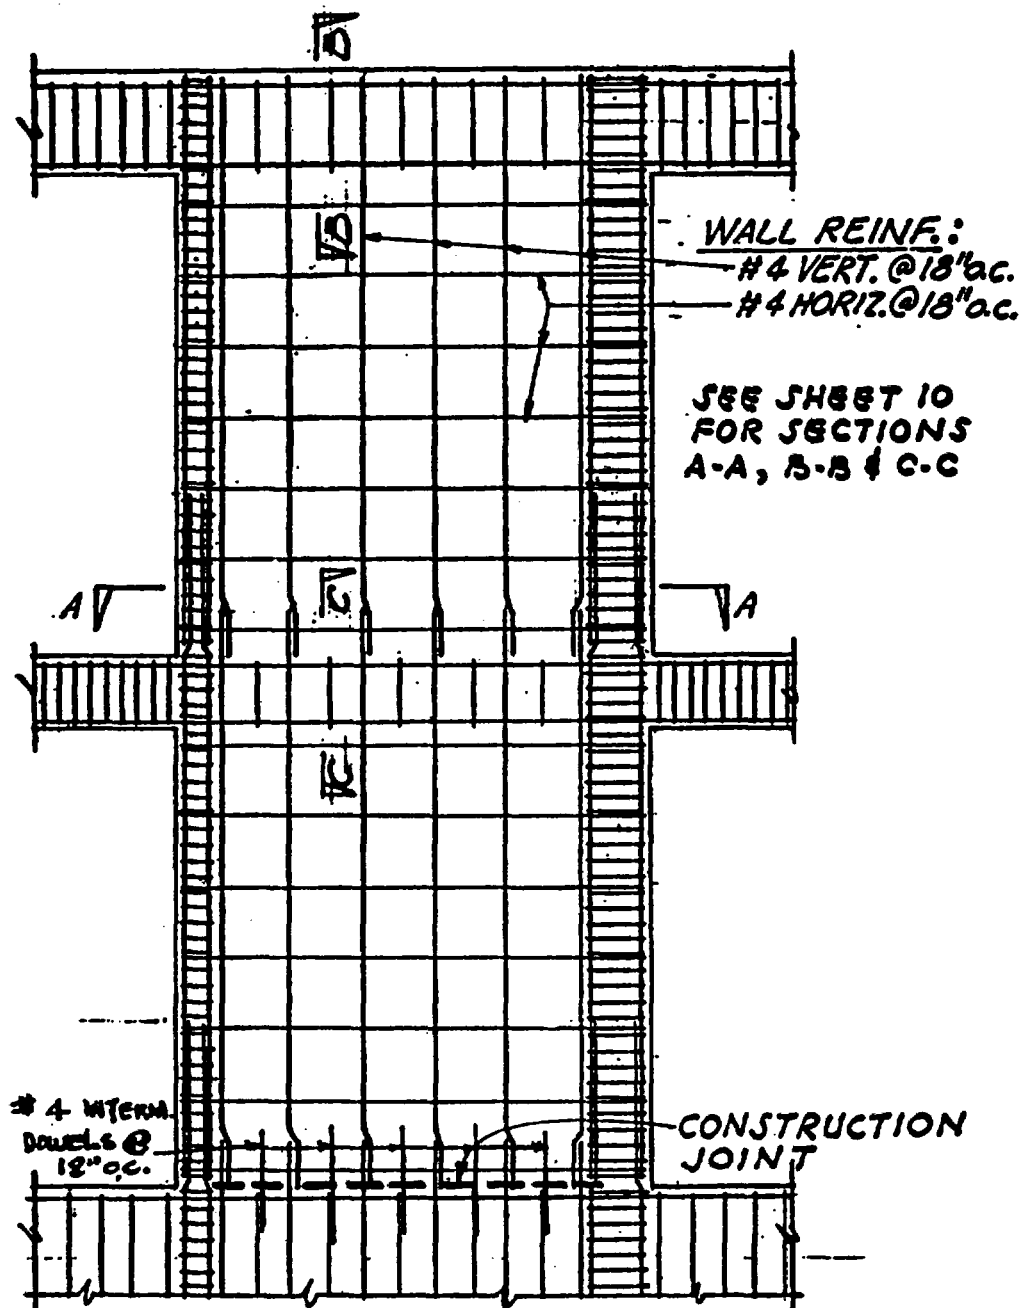 B
B
WALL REINF.:
#4 VERT. @ 18" o.c.
#4 HORIZ. @ 18" o.c.
SEE SHEET 10
FOR SECTIONS
A-A, B-B & C-C
C
A
A
C
#4 INTERM.
DOWELS @
18" o.c.
CONSTRUCTION
JOINT